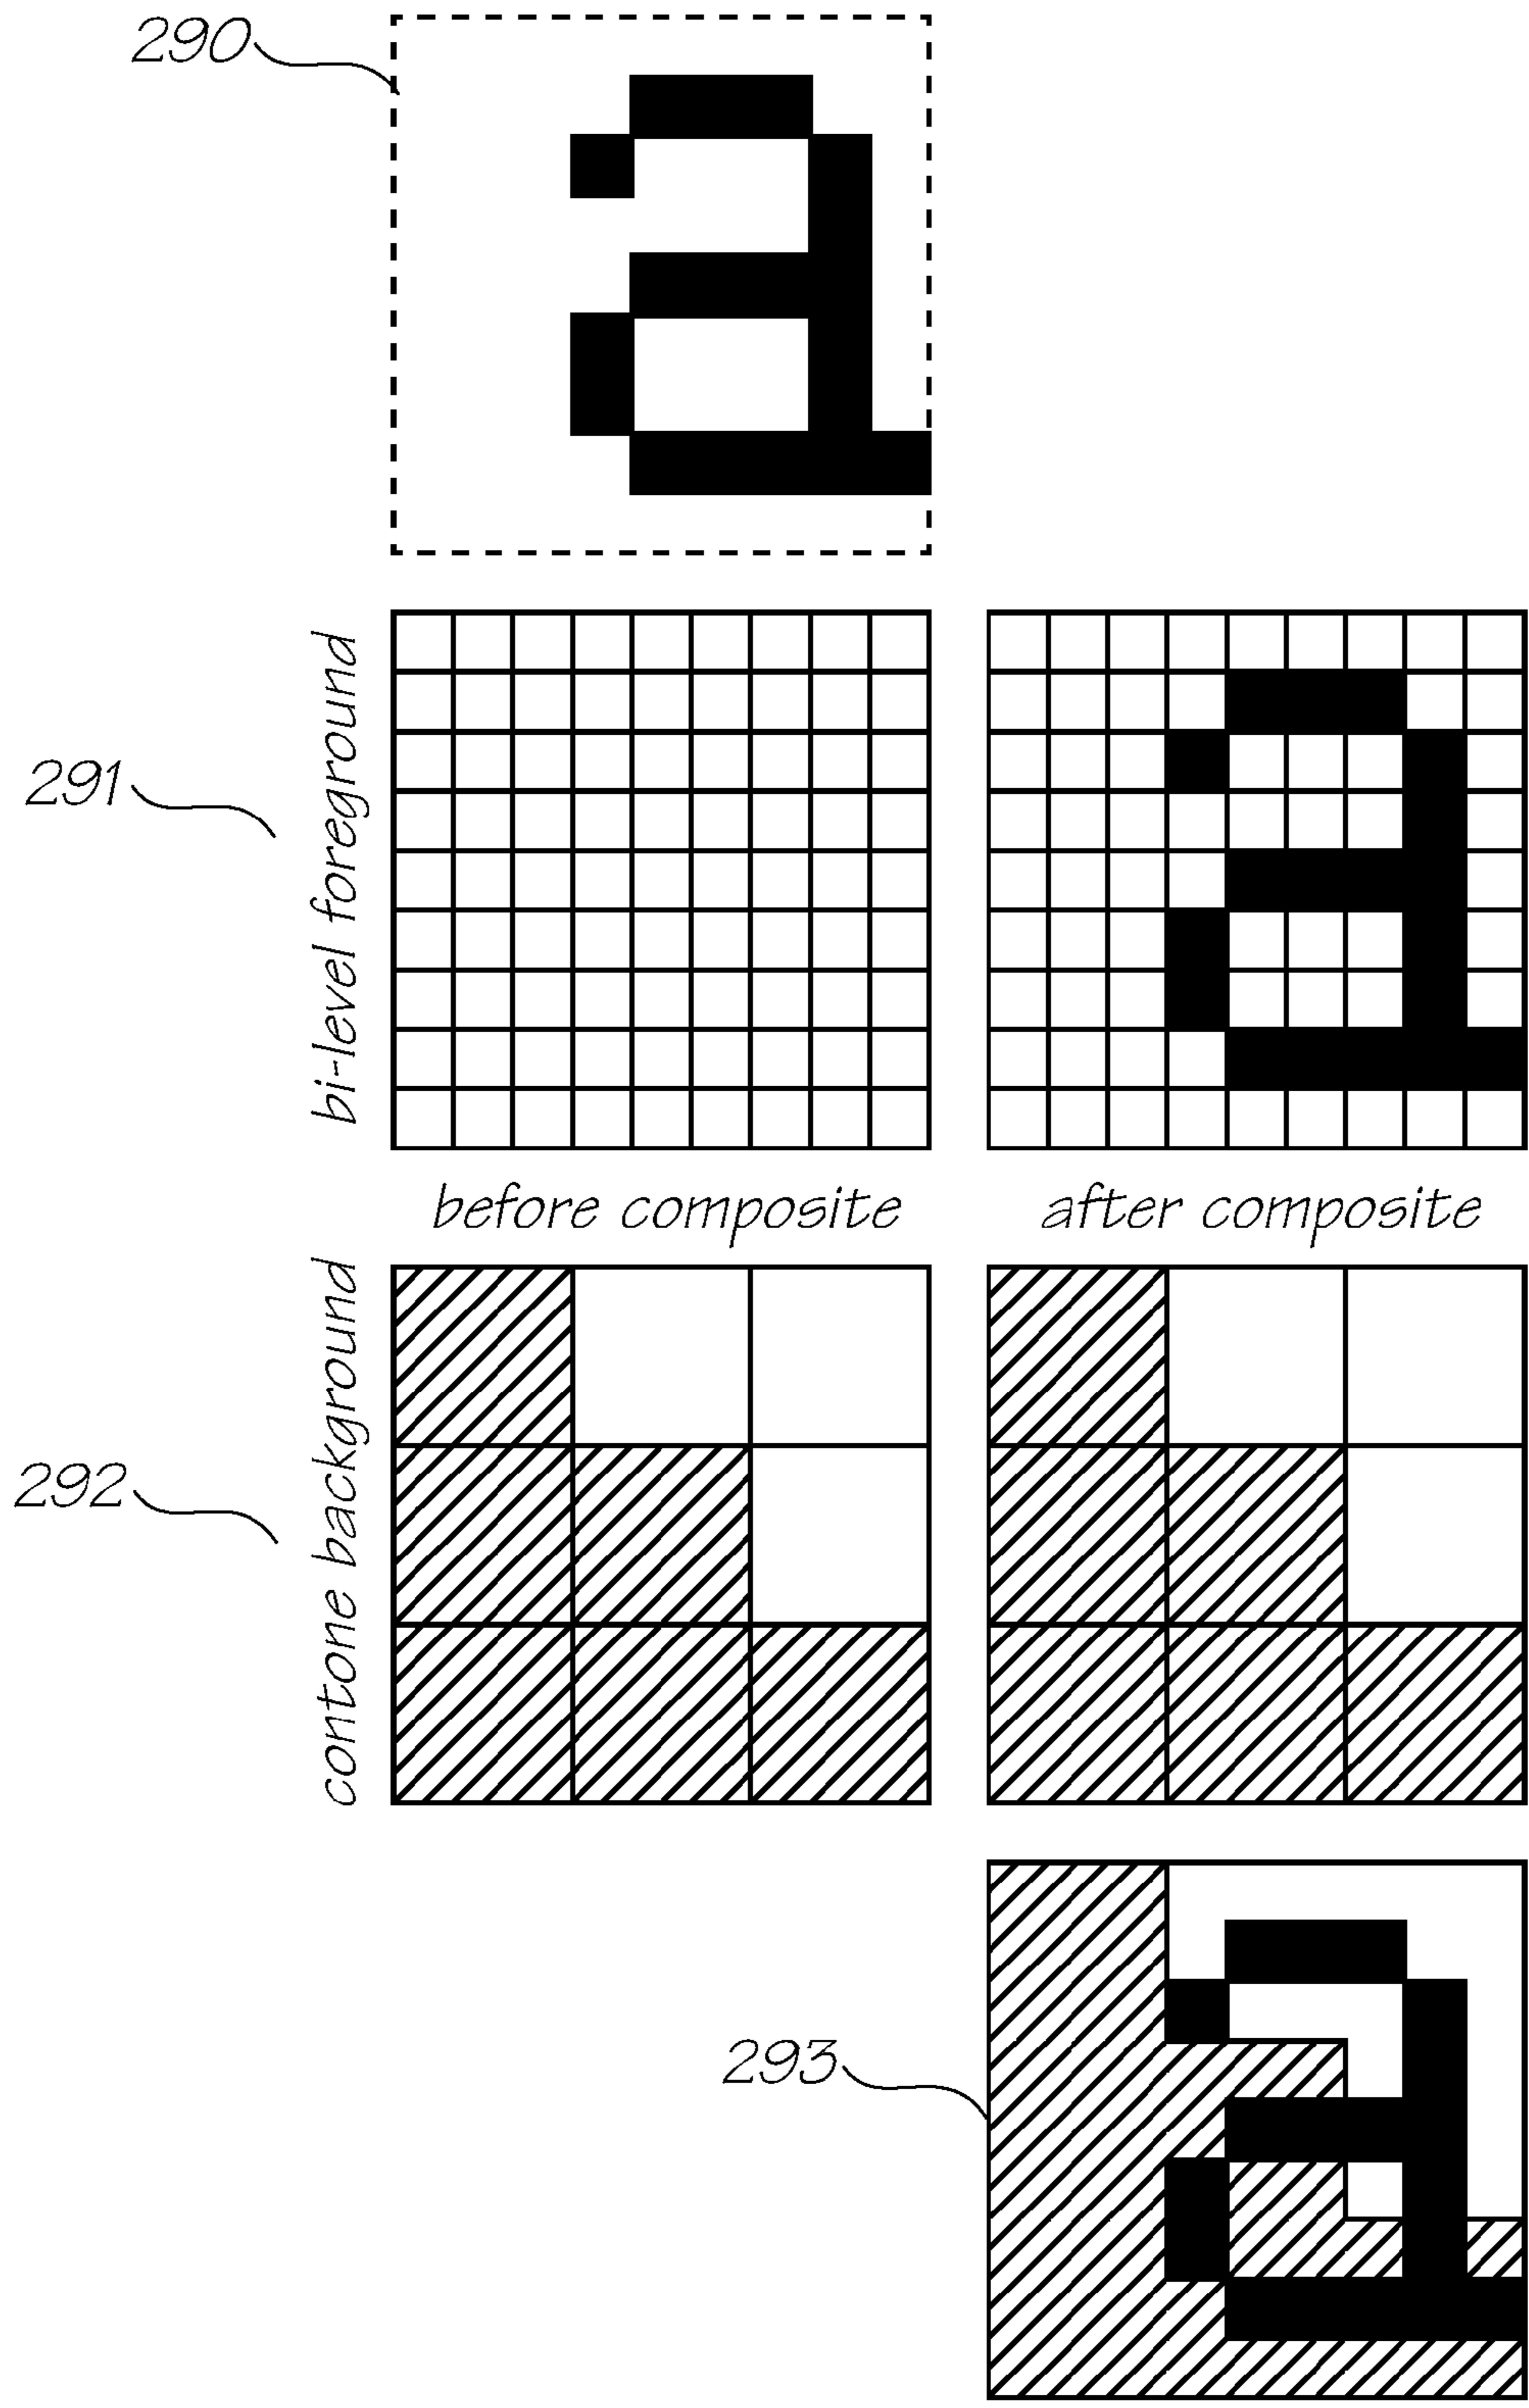 290
a
291
bi-level foreground
a
before composite
after composite
292
contone background
293
a